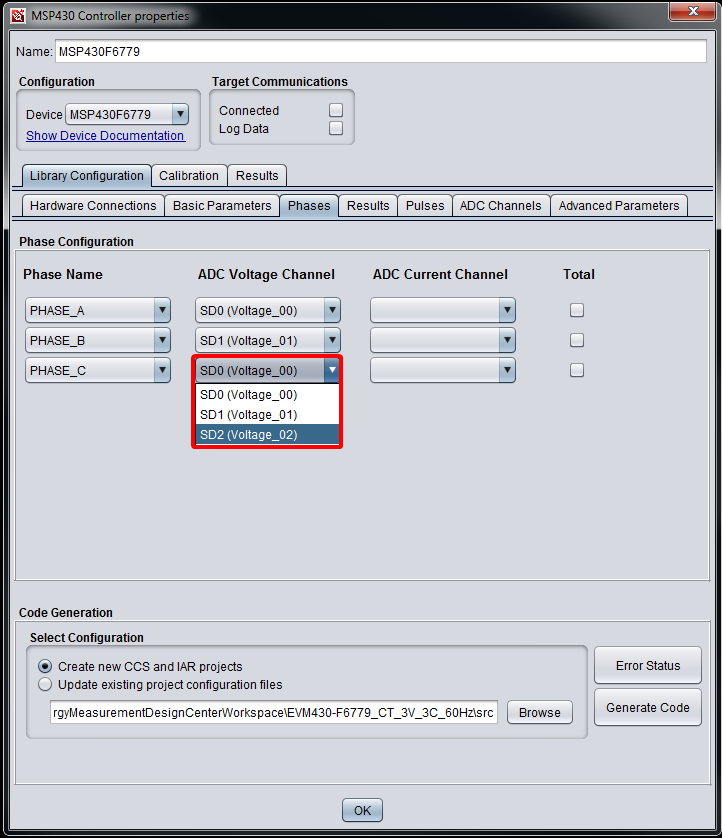 MSP430 Controller properties
Name: MSP430F6779
Configuration
Target Communications
Device MSP430F6779
Show Device Documentation
Connected
Log Data
Library Configuration Calibration Results
Hardware Connections Basic Parameters Phases Results Pulses ADC Channels Advanced Parameters
Phase Configuration
Phase Name ADC Voltage Channel ADC Current Channel Total
PHASE_A SD0 (Voltage_00)
PHASE_B SD1 (Voltage_01)
PHASE_C SD0 (Voltage_00)
SD0 (Voltage_00)
SD1 (Voltage_01)
SD2 (Voltage_02)
Code Generation
Select Configuration
Create new CCS and IAR projects
Update existing project configuration files
rgyMeasurementDesignCenterWorkspace\EVM430-F6779_CT_3V_3C_60Hz\src Browse
Error Status
Generate Code
OK